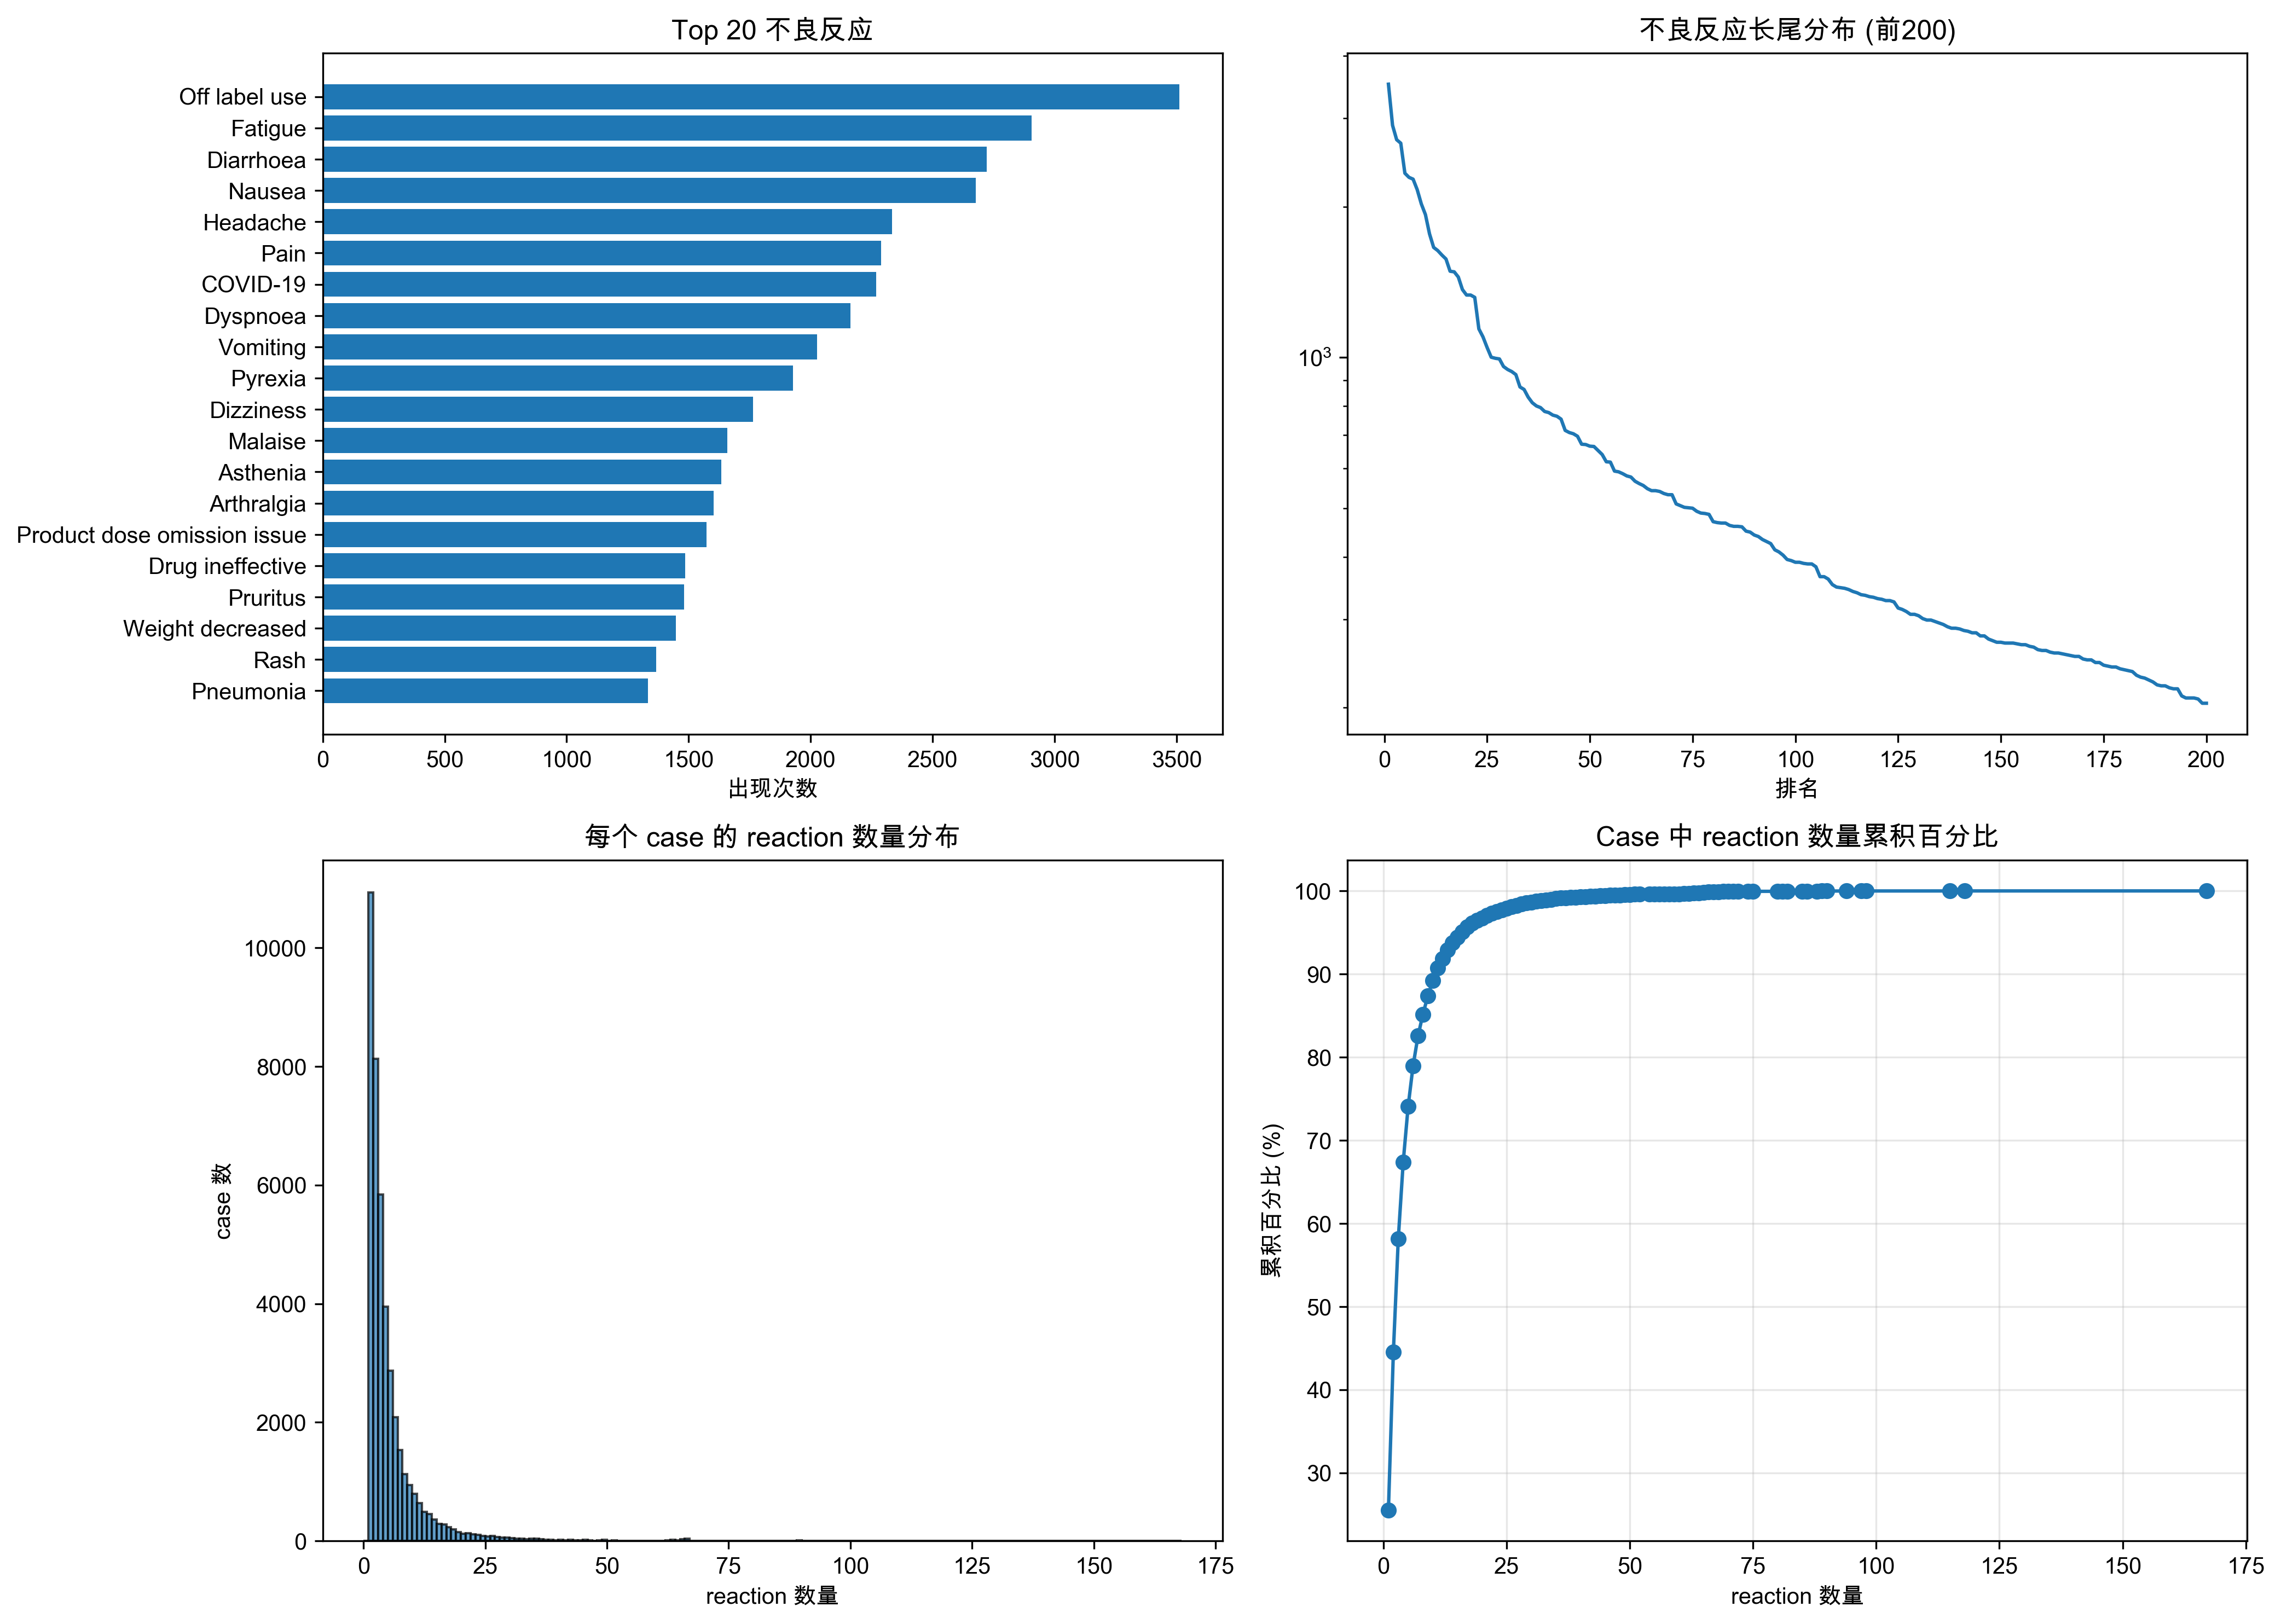 Top 20 不良反应
Off label use
Fatigue
Diarrhoea
Nausea
Headache
Pain
COVID-19
Dyspnoea
Vomiting
Pyrexia
Dizziness
Malaise
Asthenia
Arthralgia
Product dose omission issue
Drug ineffective
Pruritus
Weight decreased
Rash
Pneumonia
0 500 1000 1500 2000 2500 3000 3500
出现次数
不良反应长尾分布 (前200)
10³
0 25 50 75 100 125 150 175 200
排名
每个 case 的 reaction 数量分布
case 数
10000
8000
6000
4000
2000
0
0 25 50 75 100 125 150 175
reaction 数量
Case 中 reaction 数量累积百分比
累积百分比 (%)
100
90
80
70
60
50
40
30
0 25 50 75 100 125 150 175
reaction 数量